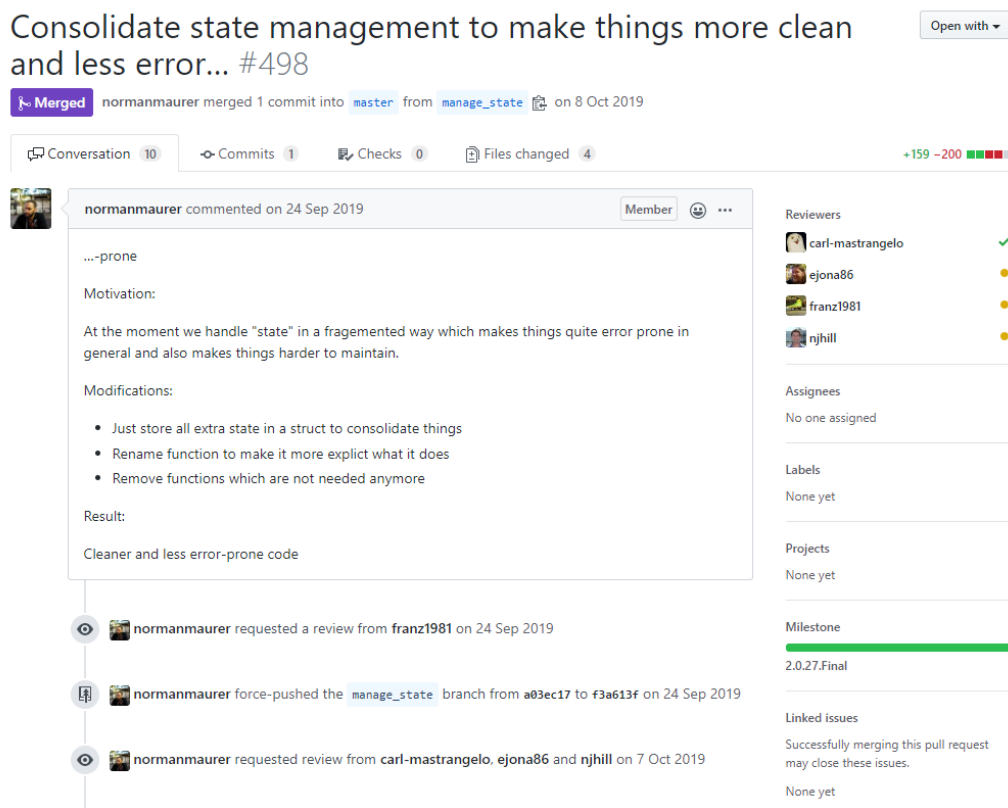 Consolidate state management to make things more clean
and less error... #498
Open with
Merged normanmaurer merged 1 commit into master from manage_state on 8 Oct 2019
Conversation 10 Commits 1 Checks 0 Files changed 4 +159 −200
normanmaurer commented on 24 Sep 2019 Member
...-prone
Motivation:
At the moment we handle "state" in a fragemented way which makes things quite error prone in
general and also makes things harder to maintain.
Modifications:
• Just store all extra state in a struct to consolidate things
• Rename function to make it more explict what it does
• Remove functions which are not needed anymore
Result:
Cleaner and less error-prone code
normanmaurer requested a review from franz1981 on 24 Sep 2019
normanmaurer force-pushed the manage_state branch from a03ec17 to f3a613f on 24 Sep 2019
normanmaurer requested review from carl-mastrangelo, ejona86 and njhill on 7 Oct 2019
Reviewers
carl-mastrangelo
ejona86
franz1981
njhill
Assignees
No one assigned
Labels
None yet
Projects
None yet
Milestone
2.0.27.Final
Linked issues
Successfully merging this pull request
may close these issues.
None yet